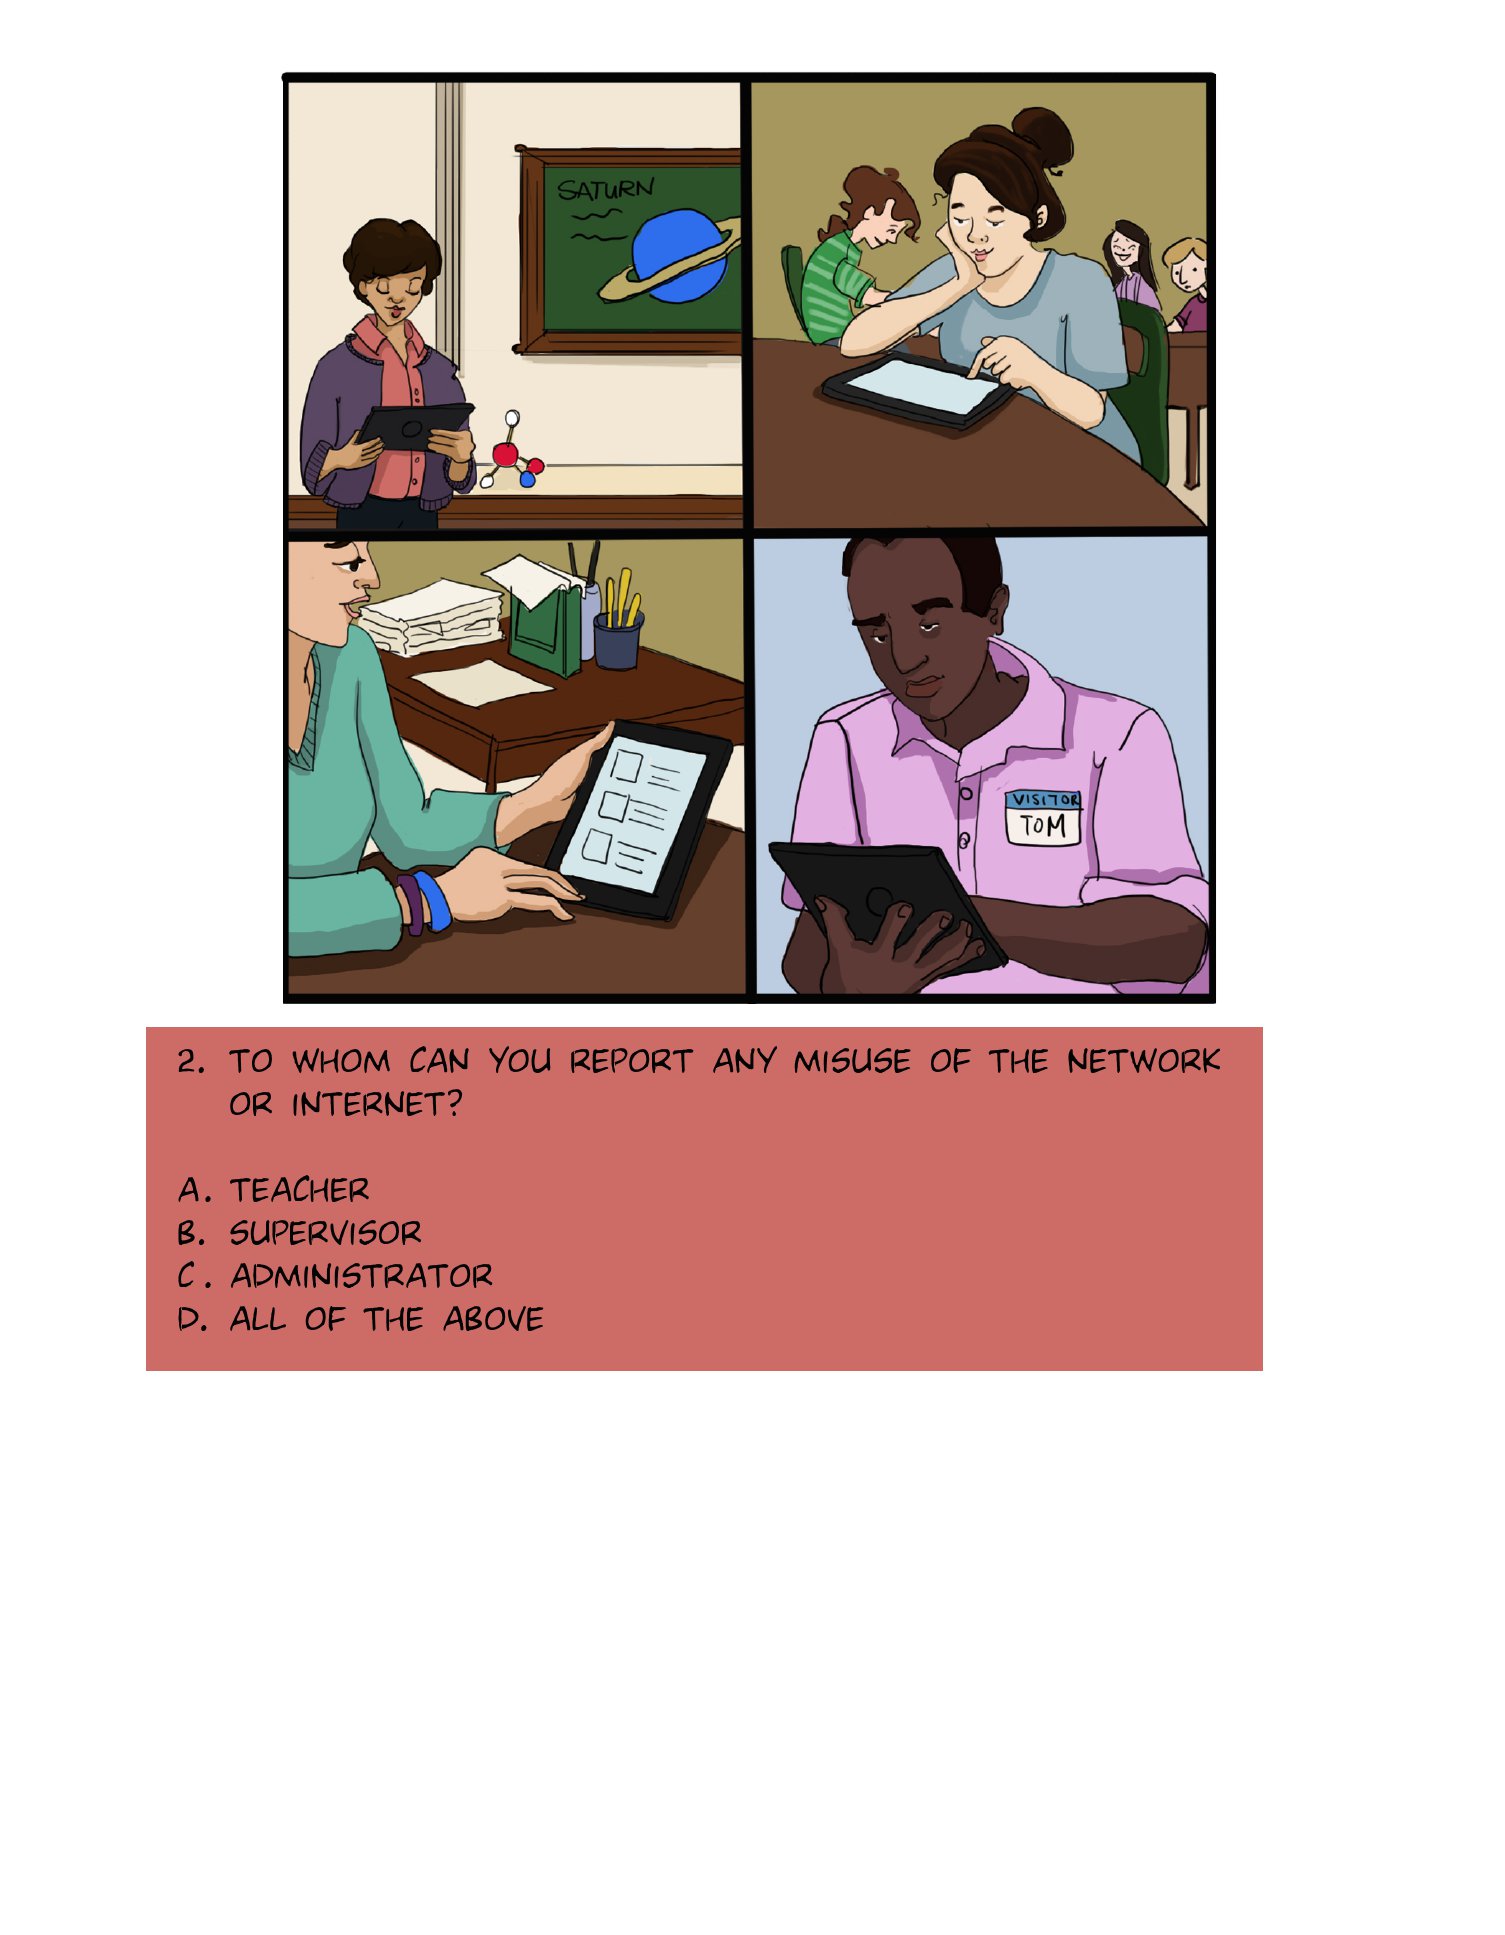 SATURN
VISITOR
TOM
2. TO WHOM CAN YOU REPORT ANY MISUSE OF THE NETWORK
OR INTERNET?
A. TEACHER
B. SUPERVISOR
C. ADMINISTRATOR
D. ALL OF THE ABOVE